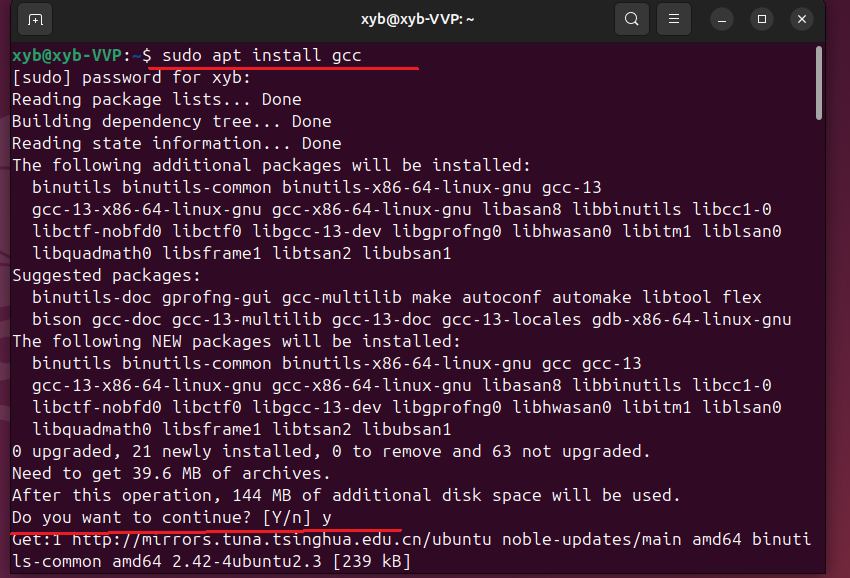 xyb@xyb-VVP: ~
xyb@xyb-VVP:~$ sudo apt install gcc
[sudo] password for xyb:
Reading package lists... Done
Building dependency tree... Done
Reading state information... Done
The following additional packages will be installed:
  binutils binutils-common binutils-x86-64-linux-gnu gcc-13
  gcc-13-x86-64-linux-gnu gcc-x86-64-linux-gnu libasan8 libbinutils libcc1-0
  libctf-nobfd0 libctf0 libgcc-13-dev libgprofng0 libhwasan0 libitm1 liblsan0
  libquadmath0 libsframe1 libtsan2 libubsan1
Suggested packages:
  binutils-doc gprofng-gui gcc-multilib make autoconf automake libtool flex
  bison gcc-doc gcc-13-multilib gcc-13-doc gcc-13-locales gdb-x86-64-linux-gnu
The following NEW packages will be installed:
  binutils binutils-common binutils-x86-64-linux-gnu gcc gcc-13
  gcc-13-x86-64-linux-gnu gcc-x86-64-linux-gnu libasan8 libbinutils libcc1-0
  libctf-nobfd0 libctf0 libgcc-13-dev libgprofng0 libhwasan0 libitm1 liblsan0
  libquadmath0 libsframe1 libtsan2 libubsan1
0 upgraded, 21 newly installed, 0 to remove and 63 not upgraded.
Need to get 39.6 MB of archives.
After this operation, 144 MB of additional disk space will be used.
Do you want to continue? [Y/n] y
Get:1 http://mirrors.tuna.tsinghua.edu.cn/ubuntu noble-updates/main amd64 binuti
ls-common amd64 2.42-4ubuntu2.3 [239 kB]